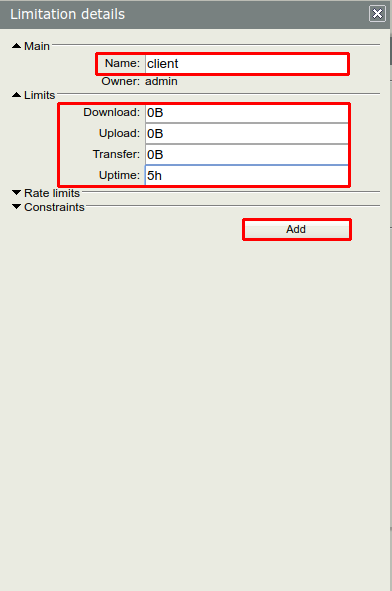 Limitation details
Main
Name: client
Owner: admin
Limits
Download: 0B
Upload: 0B
Transfer: 0B
Uptime: 5h
Rate limits
Constraints
Add